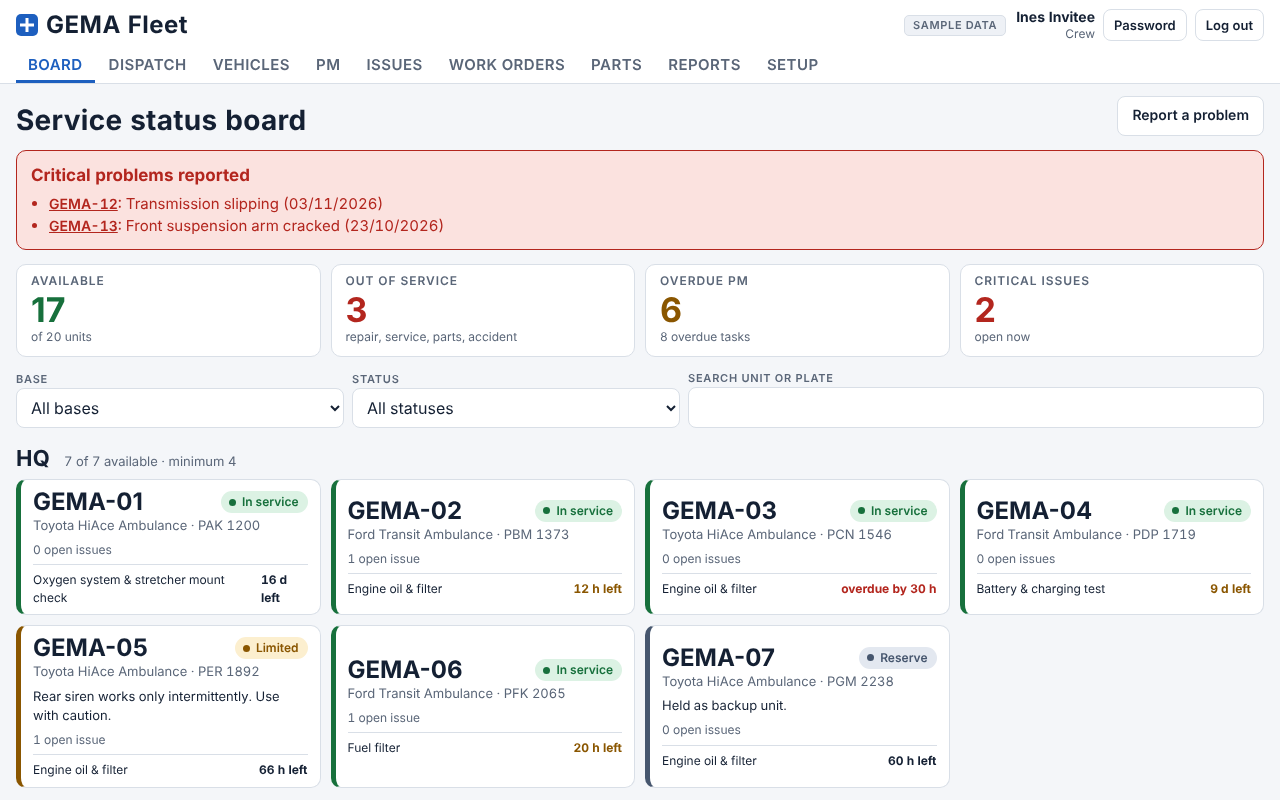 GEMA Fleet
SAMPLE DATA
Ines Invitee
Crew
Password
Log out
BOARD
DISPATCH
VEHICLES
PM
ISSUES
WORK ORDERS
PARTS
REPORTS
SETUP
Service status board
Report a problem
Critical problems reported
• GEMA-12: Transmission slipping (03/11/2026)
• GEMA-13: Front suspension arm cracked (23/10/2026)
AVAILABLE
17
of 20 units
OUT OF SERVICE
3
repair, service, parts, accident
OVERDUE PM
6
8 overdue tasks
CRITICAL ISSUES
2
open now
BASE
All bases
STATUS
All statuses
SEARCH UNIT OR PLATE
HQ
7 of 7 available · minimum 4
GEMA-01
In service
Toyota HiAce Ambulance · PAK 1200
0 open issues
Oxygen system & stretcher mount
check
16 d
left
GEMA-02
In service
Ford Transit Ambulance · PBM 1373
1 open issue
Engine oil & filter
12 h left
GEMA-03
In service
Toyota HiAce Ambulance · PCN 1546
0 open issues
Engine oil & filter
overdue by 30 h
GEMA-04
In service
Ford Transit Ambulance · PDP 1719
0 open issues
Battery & charging test
9 d left
GEMA-05
Limited
Toyota HiAce Ambulance · PER 1892
Rear siren works only intermittently. Use
with caution.
1 open issue
Engine oil & filter
66 h left
GEMA-06
In service
Ford Transit Ambulance · PFK 2065
1 open issue
Fuel filter
20 h left
GEMA-07
Reserve
Toyota HiAce Ambulance · PGM 2238
Held as backup unit.
0 open issues
Engine oil & filter
60 h left